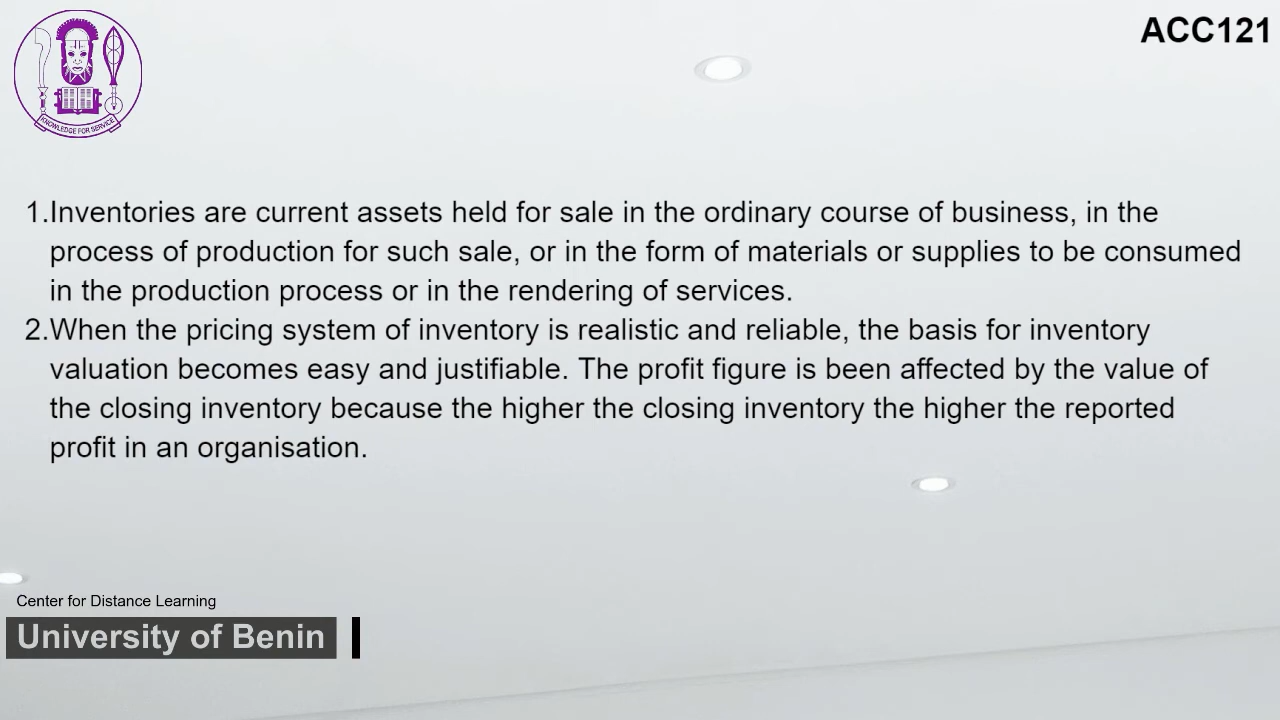 ACC121
KNOWLEDGE FOR SERVICE
1.Inventories are current assets held for sale in the ordinary course of business, in the
process of production for such sale, or in the form of materials or supplies to be consumed
in the production process or in the rendering of services.
2.When the pricing system of inventory is realistic and reliable, the basis for inventory
valuation becomes easy and justifiable. The profit figure is been affected by the value of
the closing inventory because the higher the closing inventory the higher the reported
profit in an organisation.
Center for Distance Learning
University of Benin